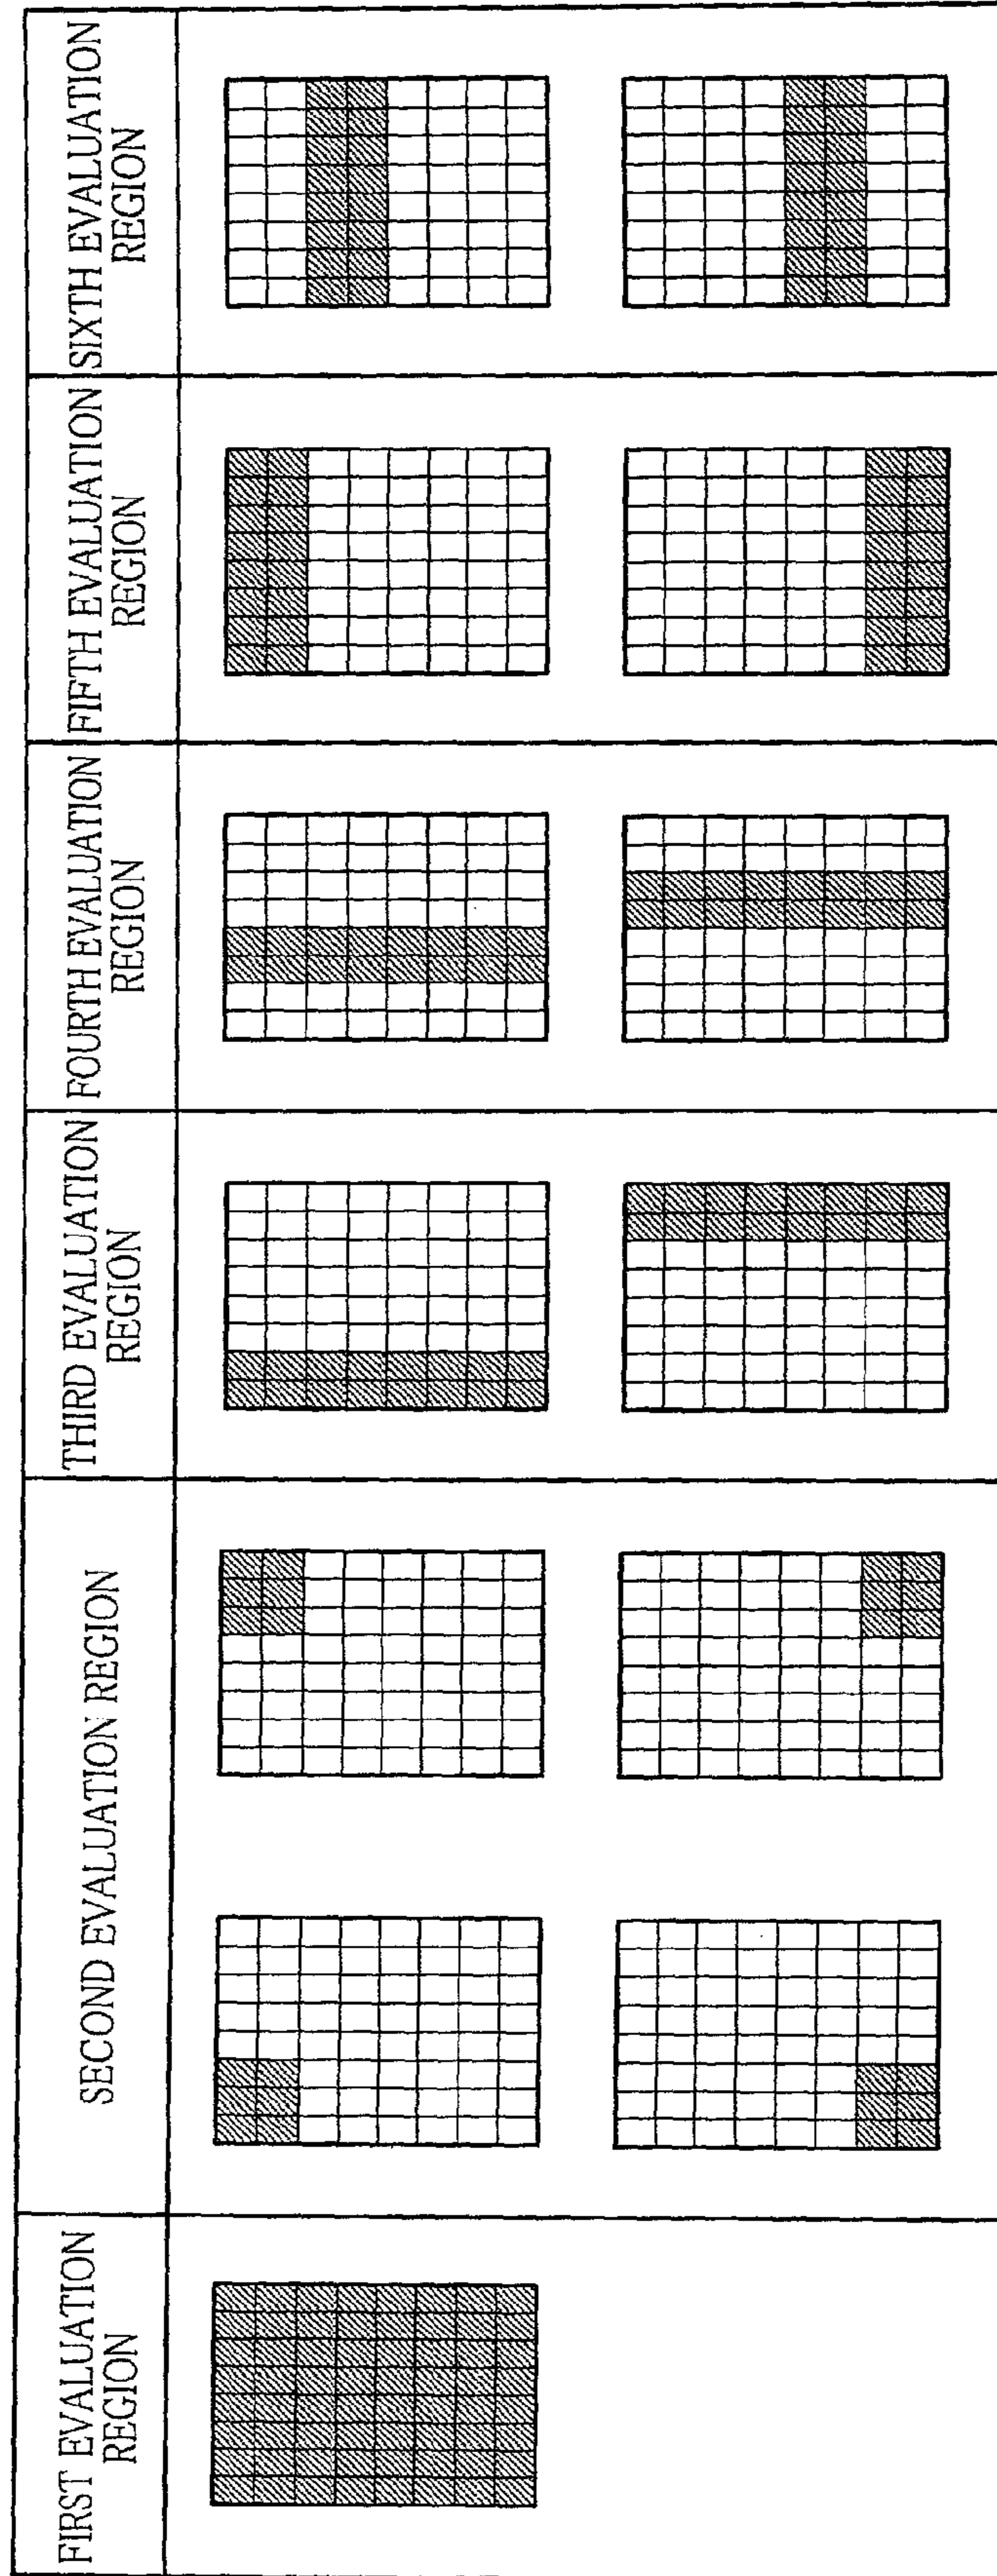 FIRST EVALUATION
REGION
SECOND EVALUATION REGION
THIRD EVALUATION
REGION
FOURTH EVALUATION
REGION
FIFTH EVALUATION
REGION
SIXTH EVALUATION
REGION